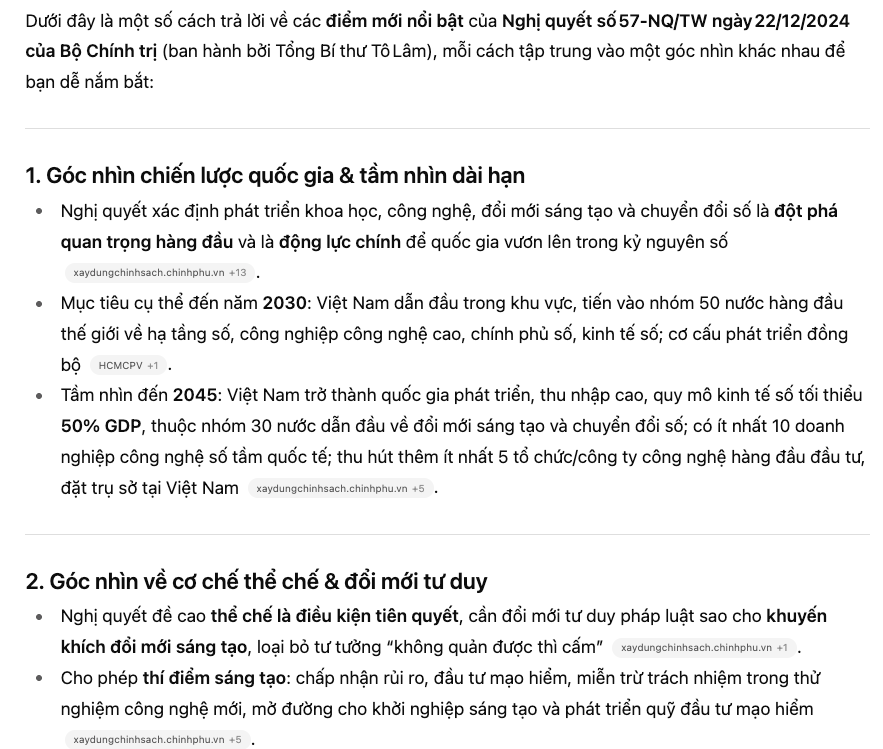 Dưới đây là một số cách trả lời về các điểm mới nổi bật của Nghị quyết số 57-NQ/TW ngày 22/12/2024
của Bộ Chính trị (ban hành bởi Tổng Bí thư Tô Lâm), mỗi cách tập trung vào một góc nhìn khác nhau để
bạn dễ nắm bắt:
1. Góc nhìn chiến lược quốc gia & tầm nhìn dài hạn
• Nghị quyết xác định phát triển khoa học, công nghệ, đổi mới sáng tạo và chuyển đổi số là đột phá
quan trọng hàng đầu và là động lực chính để quốc gia vươn lên trong kỷ nguyên số
xaydungchinhsach.chinhphu.vn +13 .
• Mục tiêu cụ thể đến năm 2030: Việt Nam dẫn đầu trong khu vực, tiến vào nhóm 50 nước hàng đầu
thế giới về hạ tầng số, công nghiệp công nghệ cao, chính phủ số, kinh tế số; cơ cấu phát triển đồng
bộ HCMCPV +1 .
• Tầm nhìn đến 2045: Việt Nam trở thành quốc gia phát triển, thu nhập cao, quy mô kinh tế số tối thiểu
50% GDP, thuộc nhóm 30 nước dẫn đầu về đổi mới sáng tạo và chuyển đổi số; có ít nhất 10 doanh
nghiệp công nghệ số tầm quốc tế; thu hút thêm ít nhất 5 tổ chức/công ty công nghệ hàng đầu đầu tư,
đặt trụ sở tại Việt Nam xaydungchinhsach.chinhphu.vn +5 .
2. Góc nhìn về cơ chế thể chế & đổi mới tư duy
• Nghị quyết đề cao thể chế là điều kiện tiên quyết, cần đổi mới tư duy pháp luật sao cho khuyến
khích đổi mới sáng tạo, loại bỏ tư tưởng “không quản được thì cấm” xaydungchinhsach.chinhphu.vn +1 .
• Cho phép thí điểm sáng tạo: chấp nhận rủi ro, đầu tư mạo hiểm, miễn trừ trách nhiệm trong thử
nghiệm công nghệ mới, mở đường cho khởi nghiệp sáng tạo và phát triển quỹ đầu tư mạo hiểm
xaydungchinhsach.chinhphu.vn +5 .